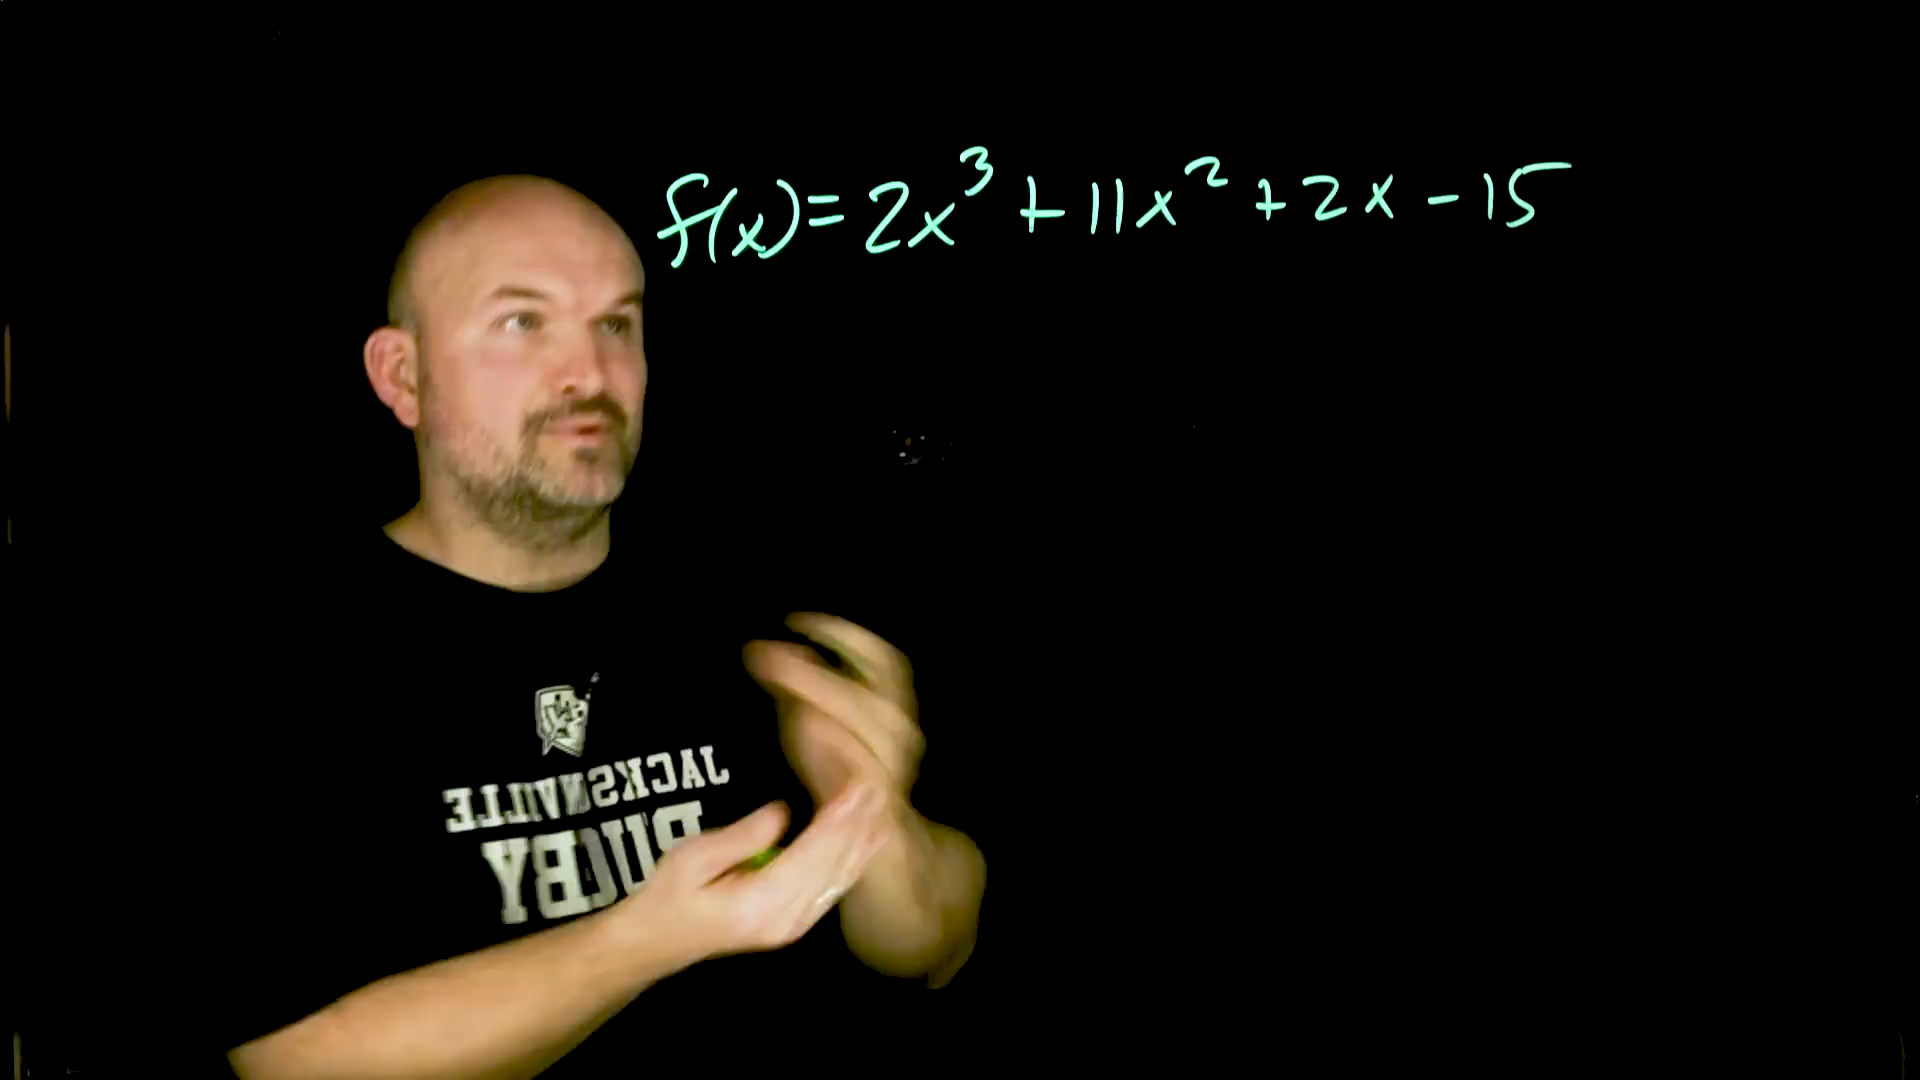 f(x) = 2x³ + 11x² + 2x - 15
JACKSONVILLE
RUGBY